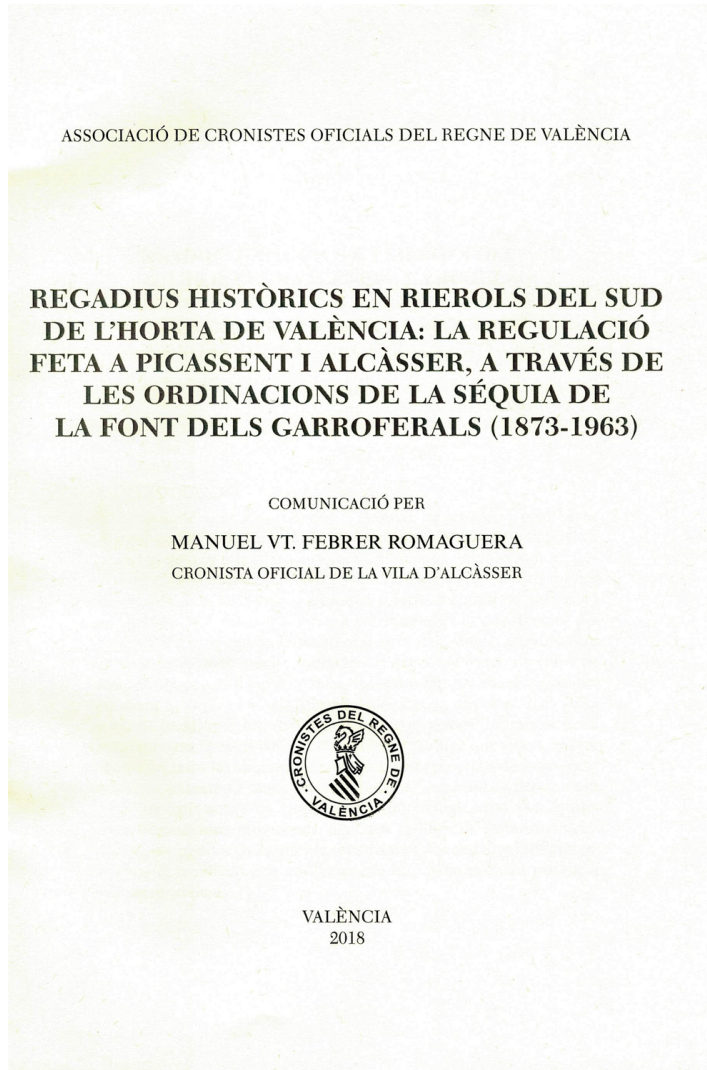 ASSOCIACIÓ DE CRONISTES OFICIALS DEL REGNE DE VALÈNCIA
REGADIUS HISTÒRICS EN RIEROLS DEL SUD
DE L'HORTA DE VALÈNCIA: LA REGULACIÓ
FETA A PICASSENT I ALCÀSSER, A TRAVÉS DE
LES ORDINACIONS DE LA SÉQUIA DE
LA FONT DELS GARROFERALS (1873-1963)
COMUNICACIÓ PER
MANUEL VT. FEBRER ROMAGUERA
CRONISTA OFICIAL DE LA VILA D'ALCÀSSER
· CRONISTES DEL REGNE DE ·
VALÈNCIA
VALÈNCIA
2018